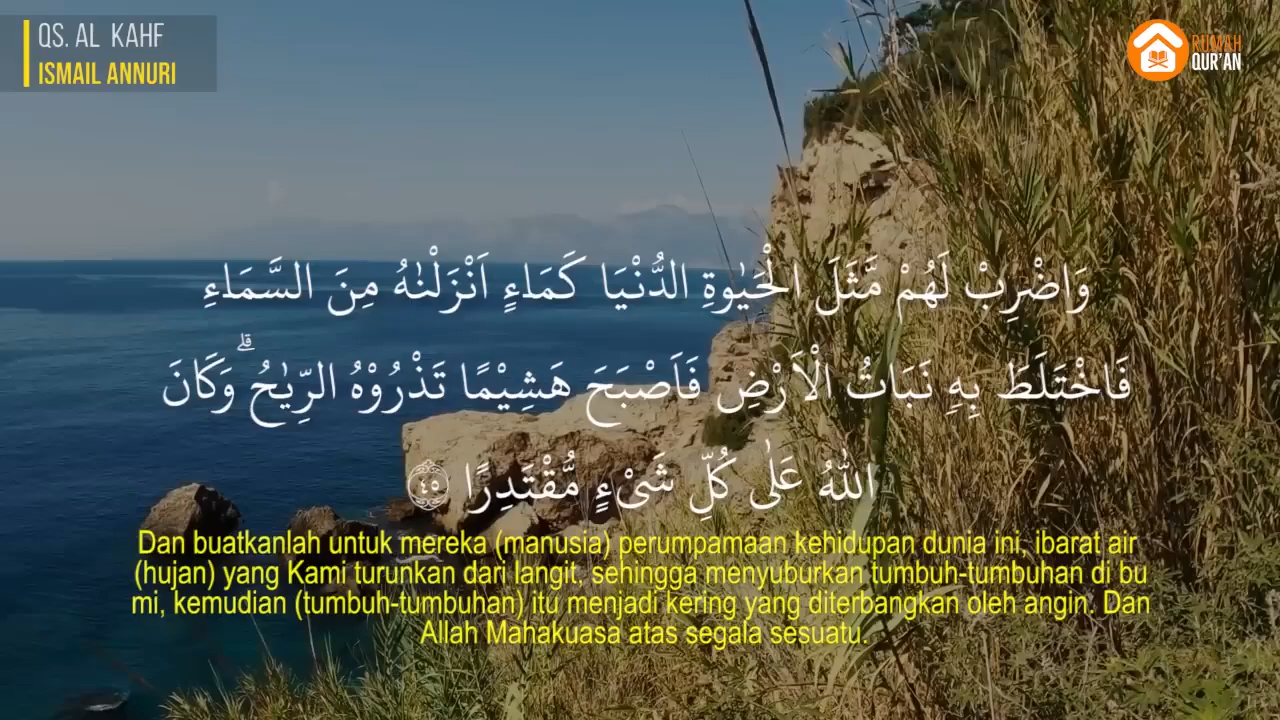 QS. AL KAHF
ISMAIL ANNURI
RUMAH
QUR'AN
وَاضْرِبْ لَهُمْ مَّثَلَ الْحَيٰوةِ الدُّنْيَا كَمَاۤءٍ اَنْزَلْنٰهُ مِنَ السَّمَاۤءِ
فَاخْتَلَطَ بِهٖ نَبَاتُ الْاَرْضِ فَاَصْبَحَ هَشِيْمًا تَذْرُوْهُ الرِّيٰحُ ۗوَكَانَ
اللّٰهُ عَلٰى كُلِّ شَيْءٍ مُّقْتَدِرًا ٤٥
Dan buatkanlah untuk mereka (manusia) perumpamaan kehidupan dunia ini, ibarat air
(hujan) yang Kami turunkan dari langit, sehingga menyuburkan tumbuh-tumbuhan di bu
mi, kemudian (tumbuh-tumbuhan) itu menjadi kering yang diterbangkan oleh angin. Dan
Allah Mahakuasa atas segala sesuatu.